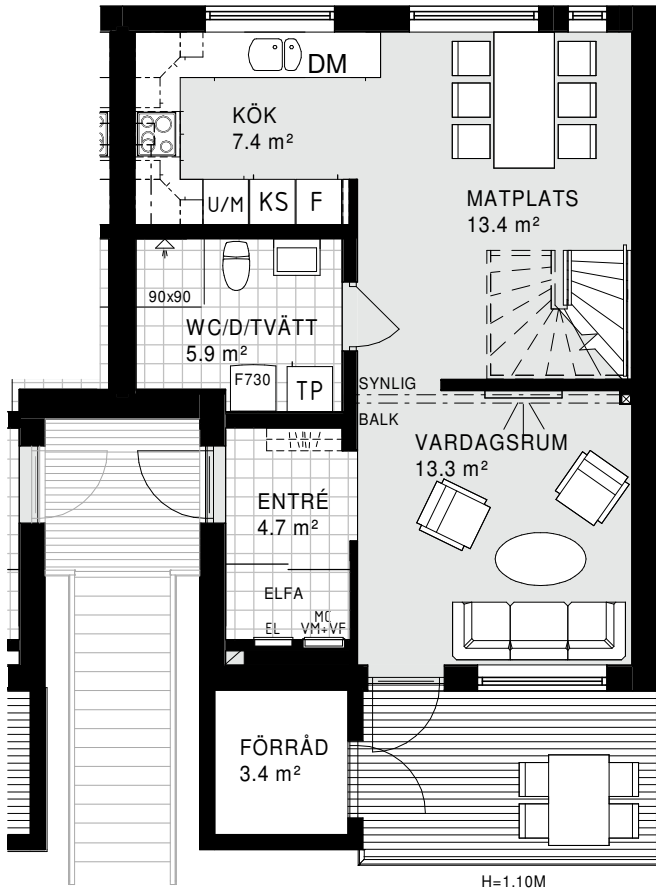 DM
KÖK
7.4 m²
U/M KS F
MATPLATS
13.4 m²
90x90
WC/D/TVÄTT
5.9 m²
F730
TP
SYNLIG
BALK
VARDAGSRUM
13.3 m²
ENTRÉ
4.7 m²
ELFA
EL
MC
VM+VF
FÖRRÅD
3.4 m²
H=1.10M